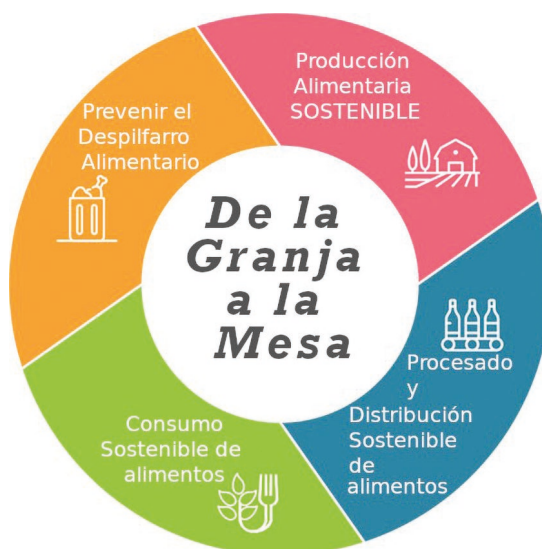 De la
Granja
a la
Mesa
Producción
Alimentaria
SOSTENIBLE
Procesado
y
Distribución
Sostenible
de
alimentos
Consumo
Sostenible de
alimentos
Prevenir el
Despilfarro
Alimentario